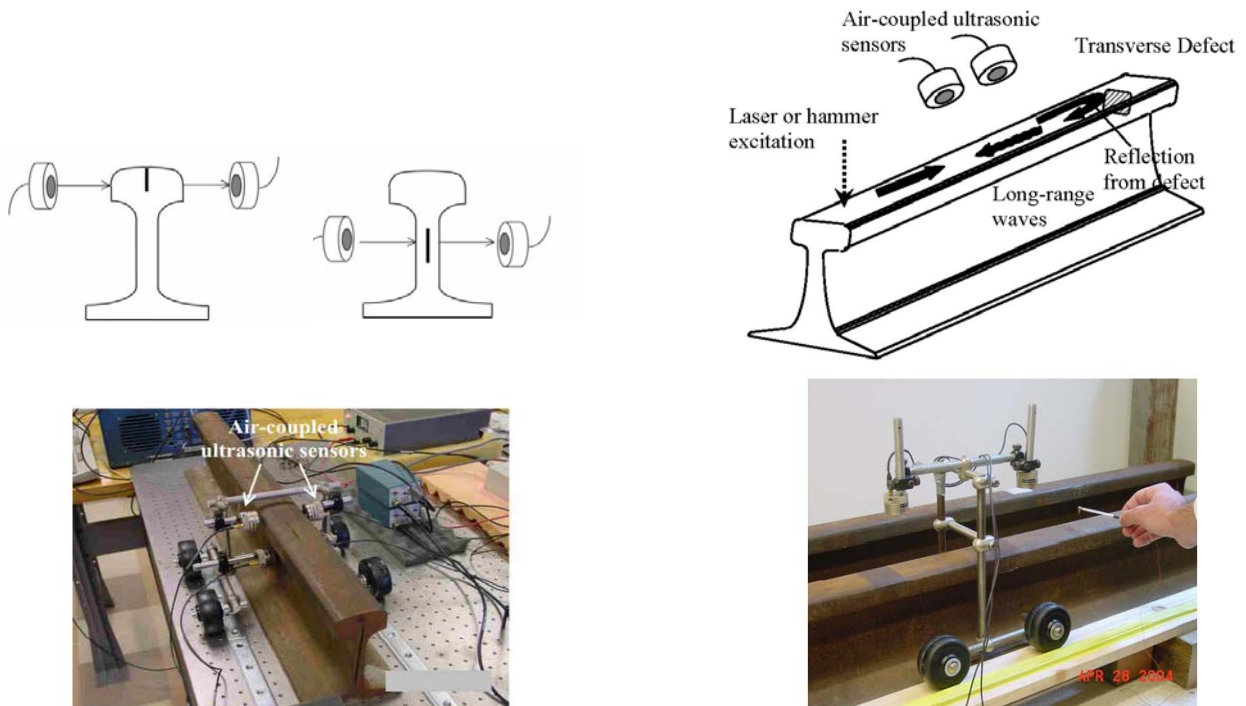 Air-coupled ultrasonic
sensors
Transverse Defect
Laser or hammer
excitation
Reflection
from defect
Long-range
waves
Air-coupled
ultrasonic sensors
APR 28 2004